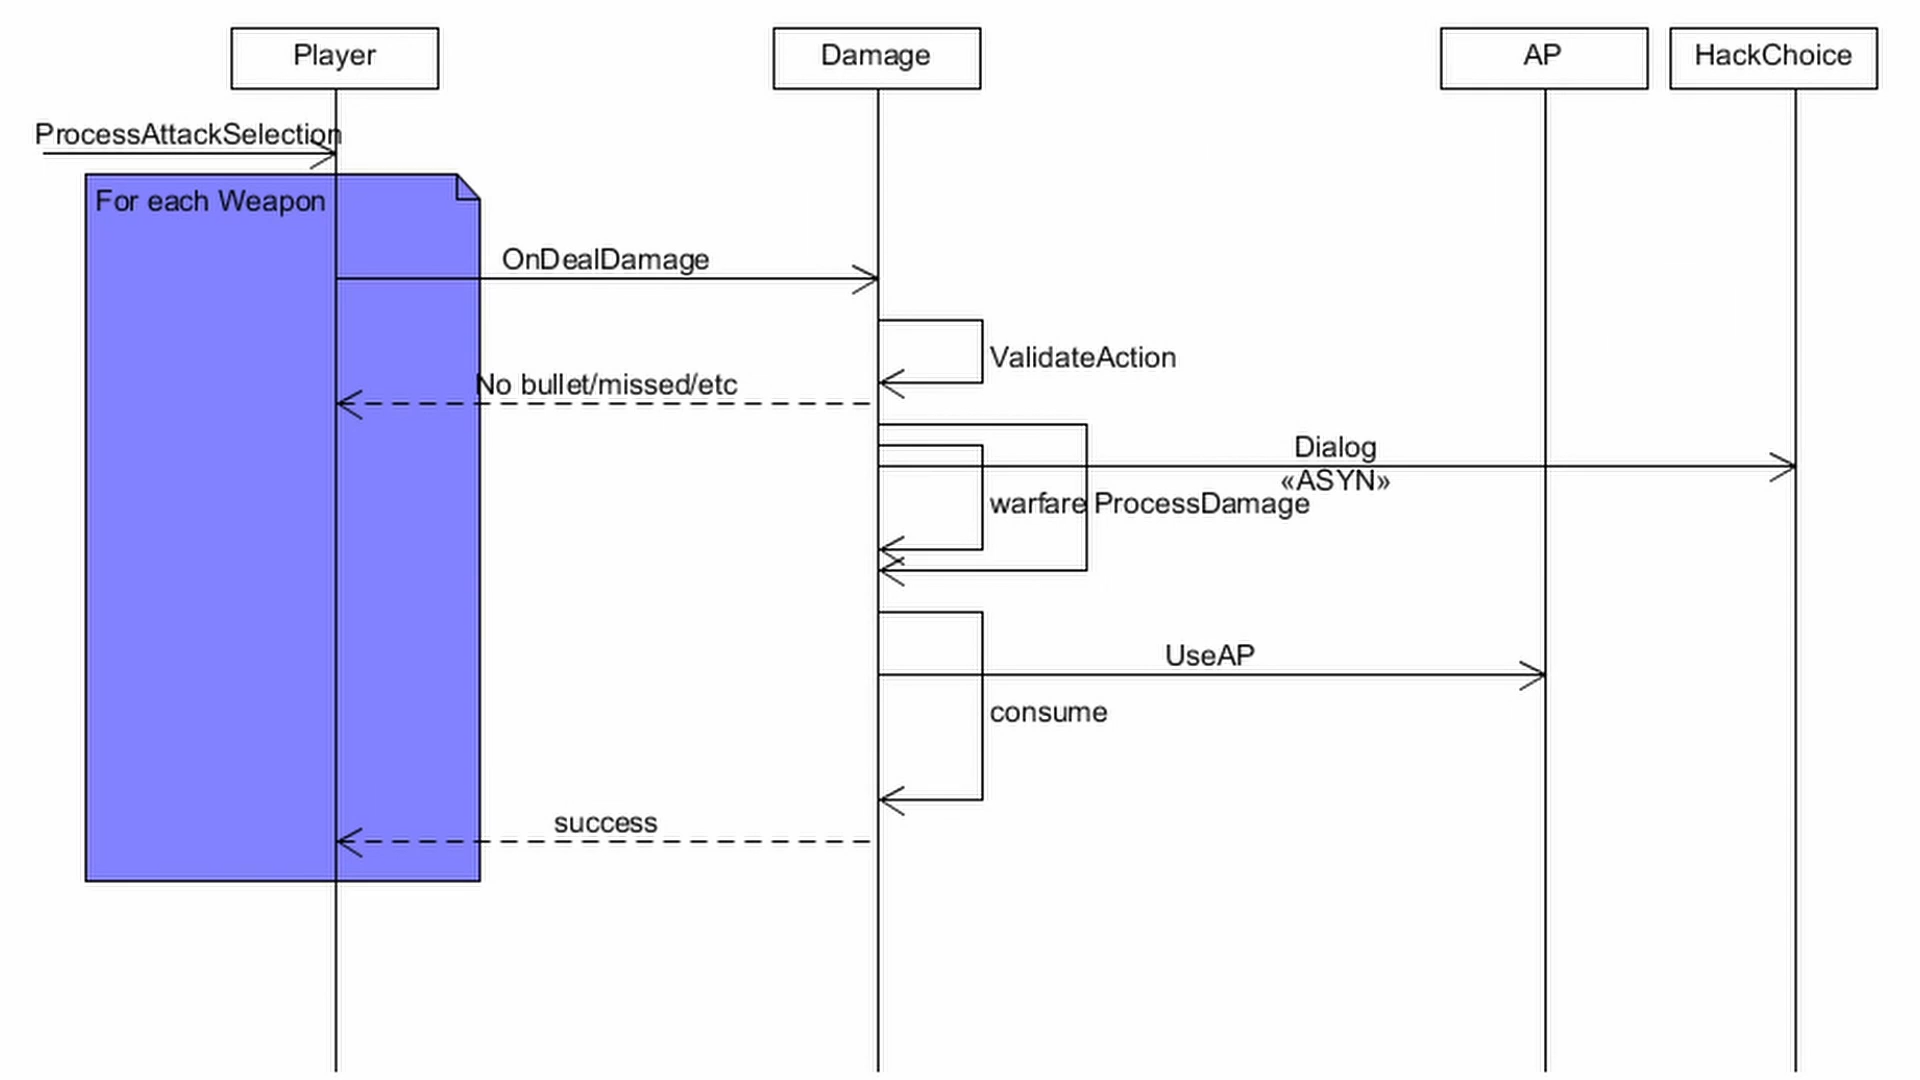 Player
Damage
AP
HackChoice
ProcessAttackSelection
For each Weapon
OnDealDamage
ValidateAction
No bullet/missed/etc
Dialog
«ASYN»
warfare
ProcessDamage
UseAP
consume
success